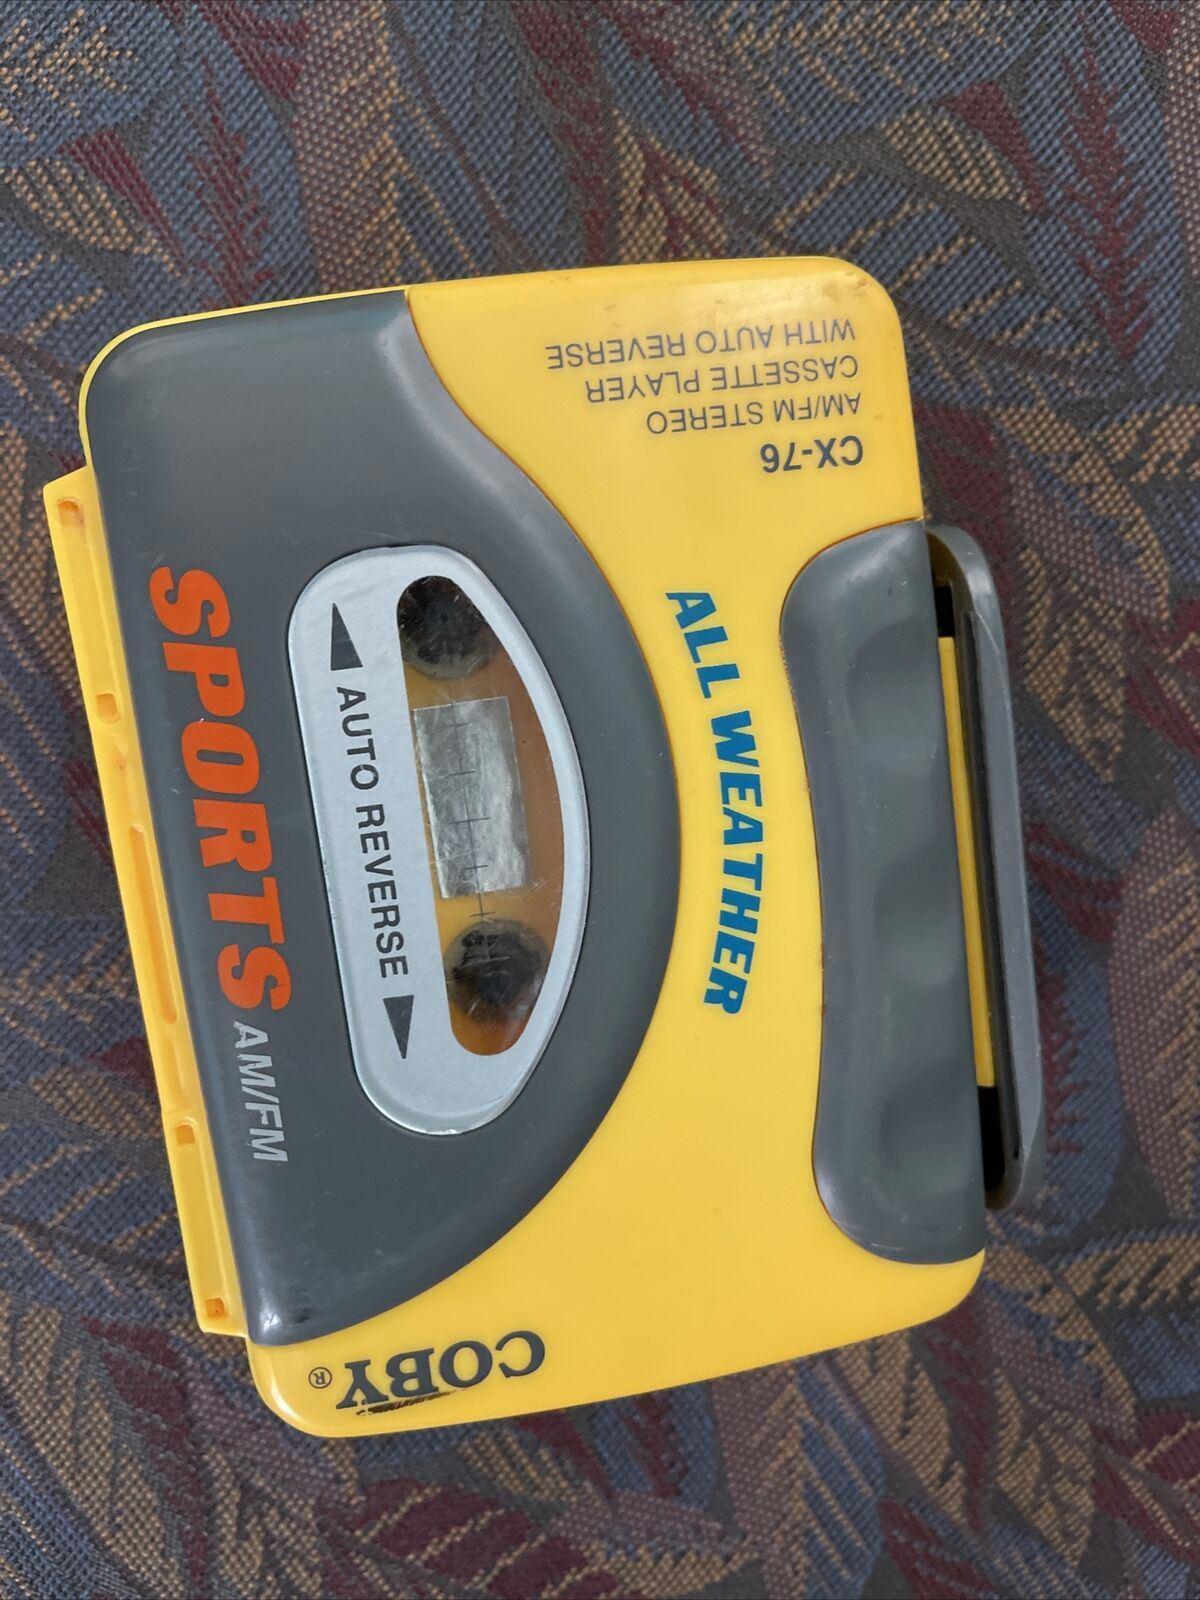 CX-76
AM/FM STEREO
CASSETTE PLAYER
WITH AUTO REVERSE
ALL WEATHER
AUTO REVERSE
SPORTS AM/FM
COBY®